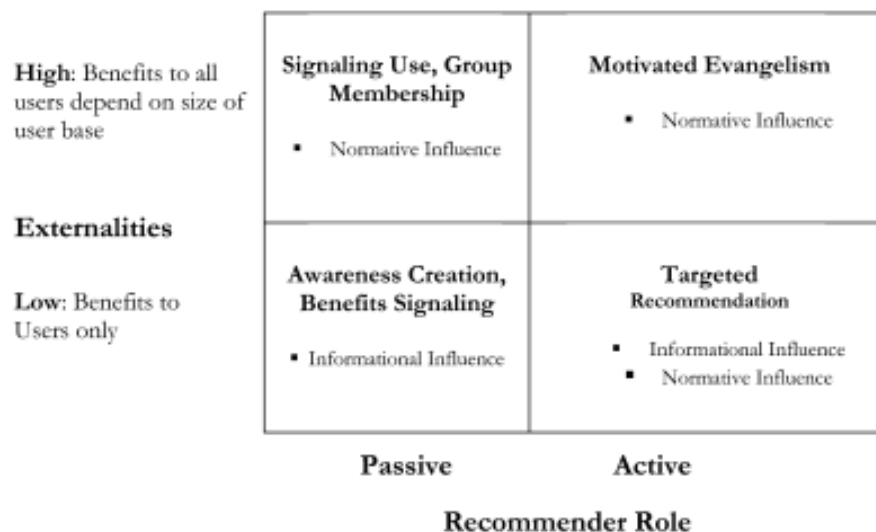 High: Benefits to all
users depend on size of
user base
Signaling Use, Group
Membership
▪ Normative Influence
Motivated Evangelism
▪ Normative Influence
Externalities
Low: Benefits to
Users only
Awareness Creation,
Benefits Signaling
▪ Informational Influence
Targeted
Recommendation
▪ Informational Influence
▪ Normative Influence
Passive
Active
Recommender Role